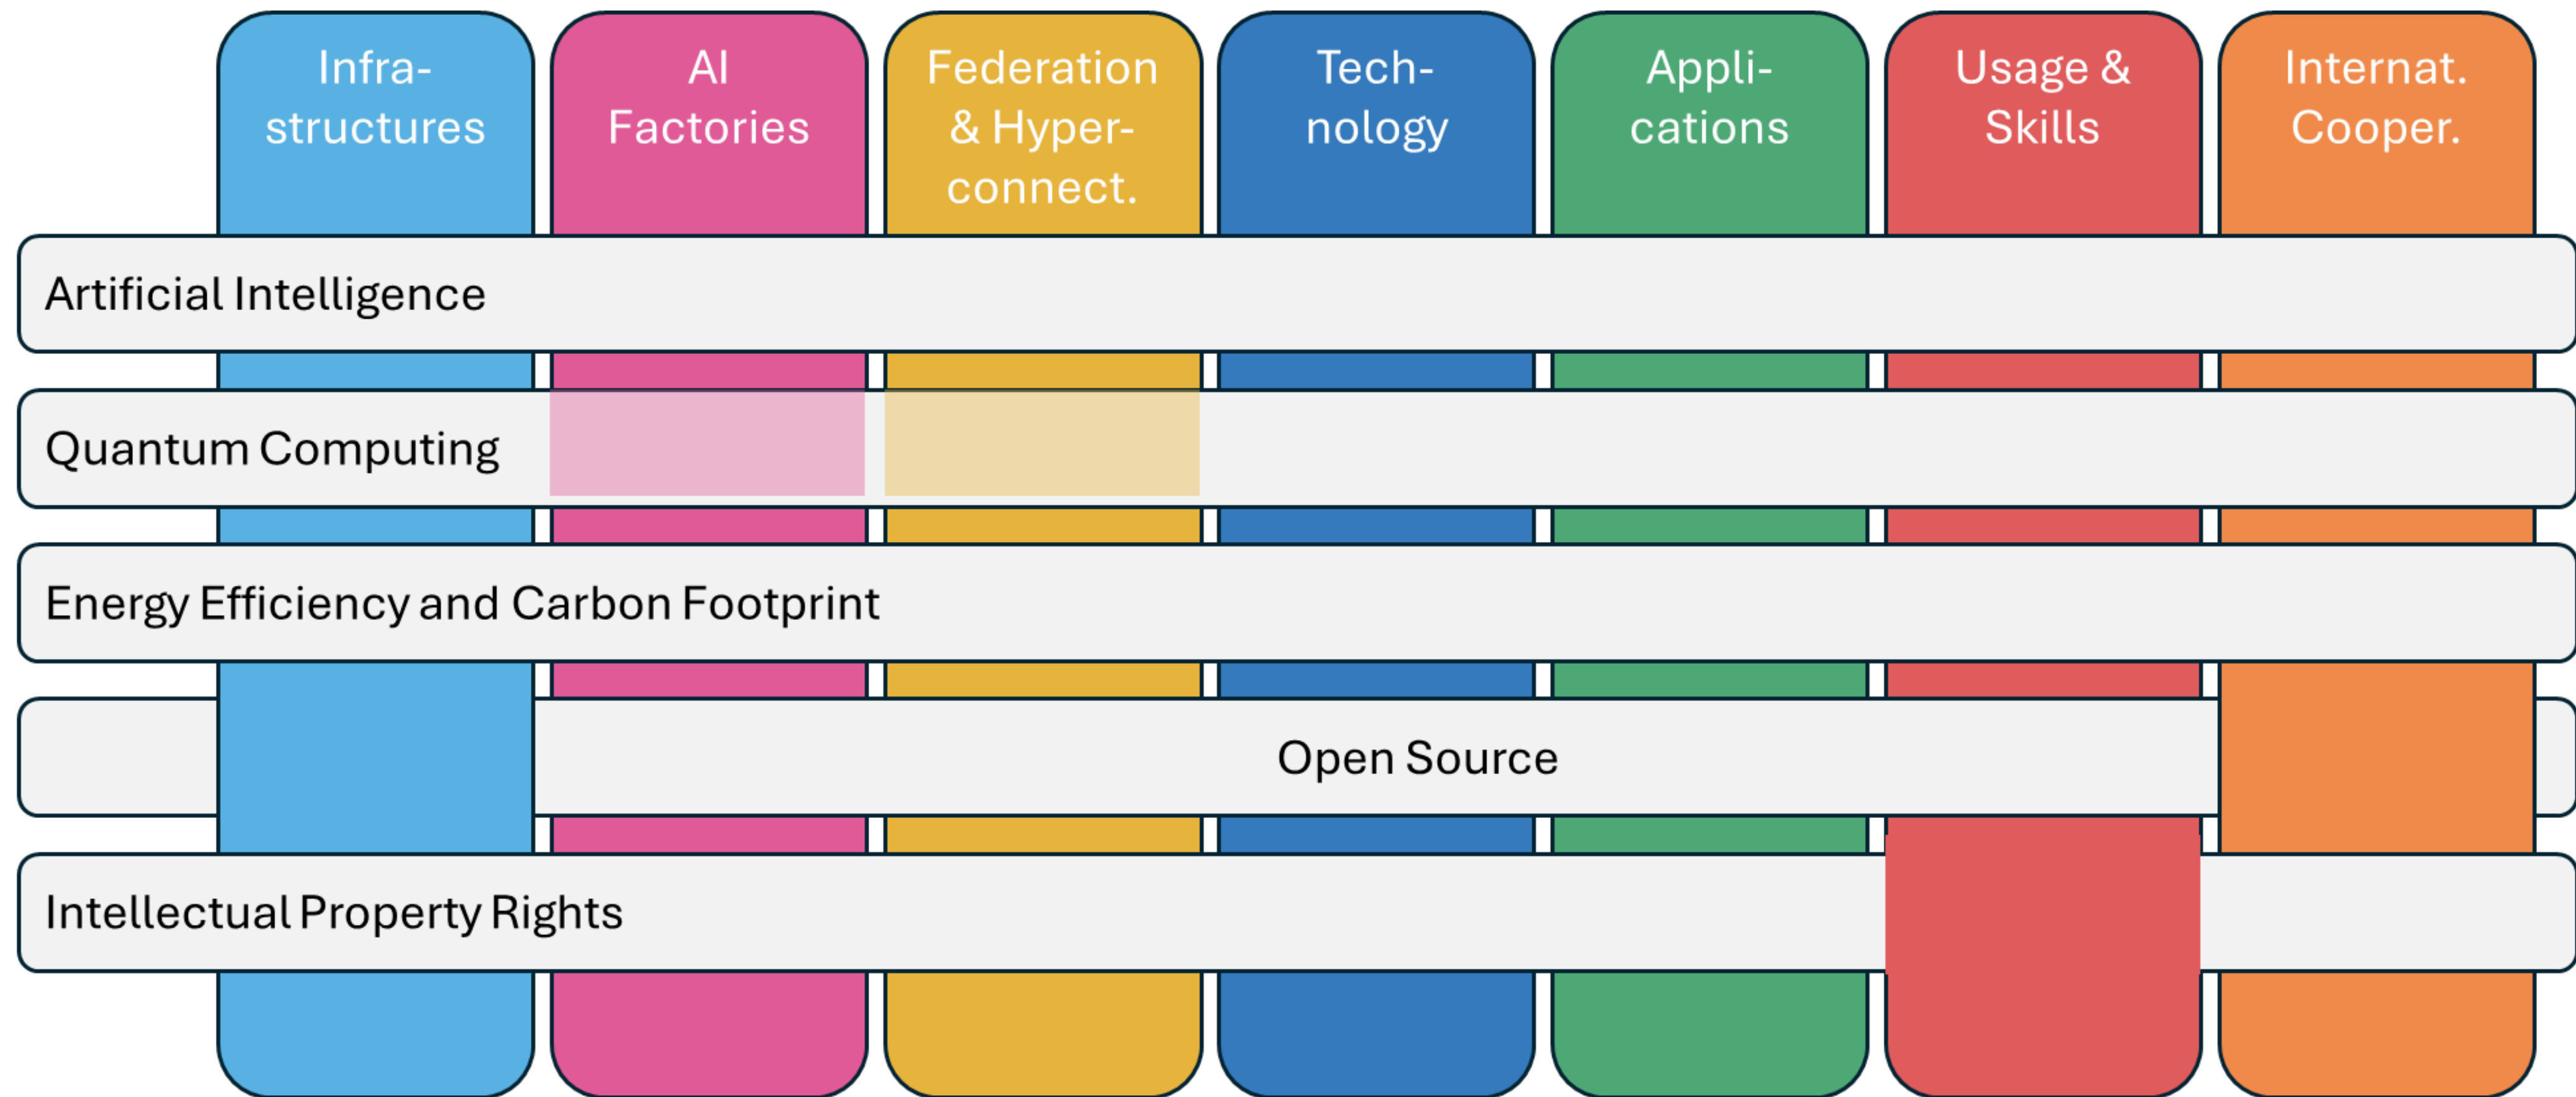 Infra-
structures
AI
Factories
Federation
& Hyper-
connect.
Tech-
nology
Appli-
cations
Usage &
Skills
Internat.
Cooper.
Artificial Intelligence
Quantum Computing
Energy Efficiency and Carbon Footprint
Open Source
Intellectual Property Rights